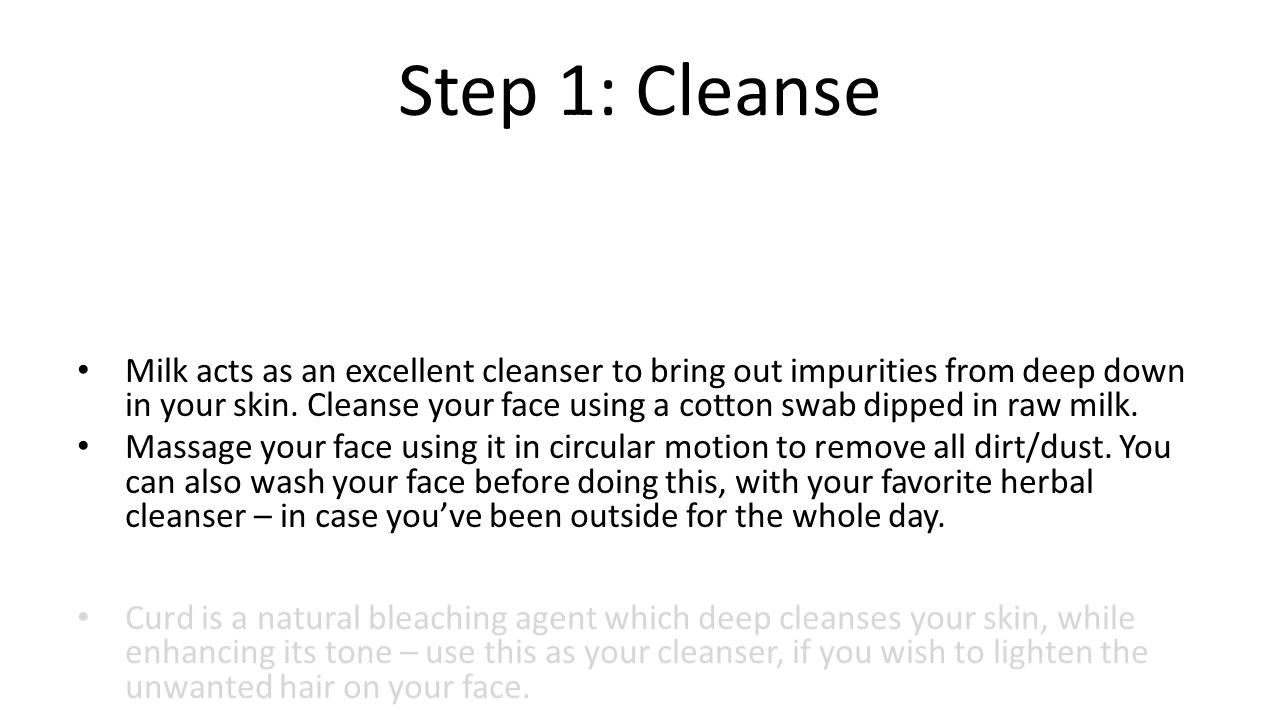 Step 1: Cleanse
• Milk acts as an excellent cleanser to bring out impurities from deep down
in your skin. Cleanse your face using a cotton swab dipped in raw milk.
• Massage your face using it in circular motion to remove all dirt/dust. You
can also wash your face before doing this, with your favorite herbal
cleanser – in case you’ve been outside for the whole day.
• Curd is a natural bleaching agent which deep cleanses your skin, while
enhancing its tone – use this as your cleanser, if you wish to lighten the
unwanted hair on your face.